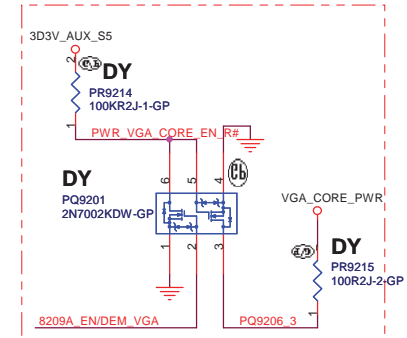 3D3V_AUX_S5
2
DY
PR9214
100KR2J-1-GP
1
PWR_VGA_CORE_EN_R#
DY
PQ9201
2N7002KDW-GP
6
5
4
1
2
3
VGA_CORE_PWR
DY
PR9215
100R2J-2-GP
1
8209A_EN/DEM_VGA
PQ9206_3